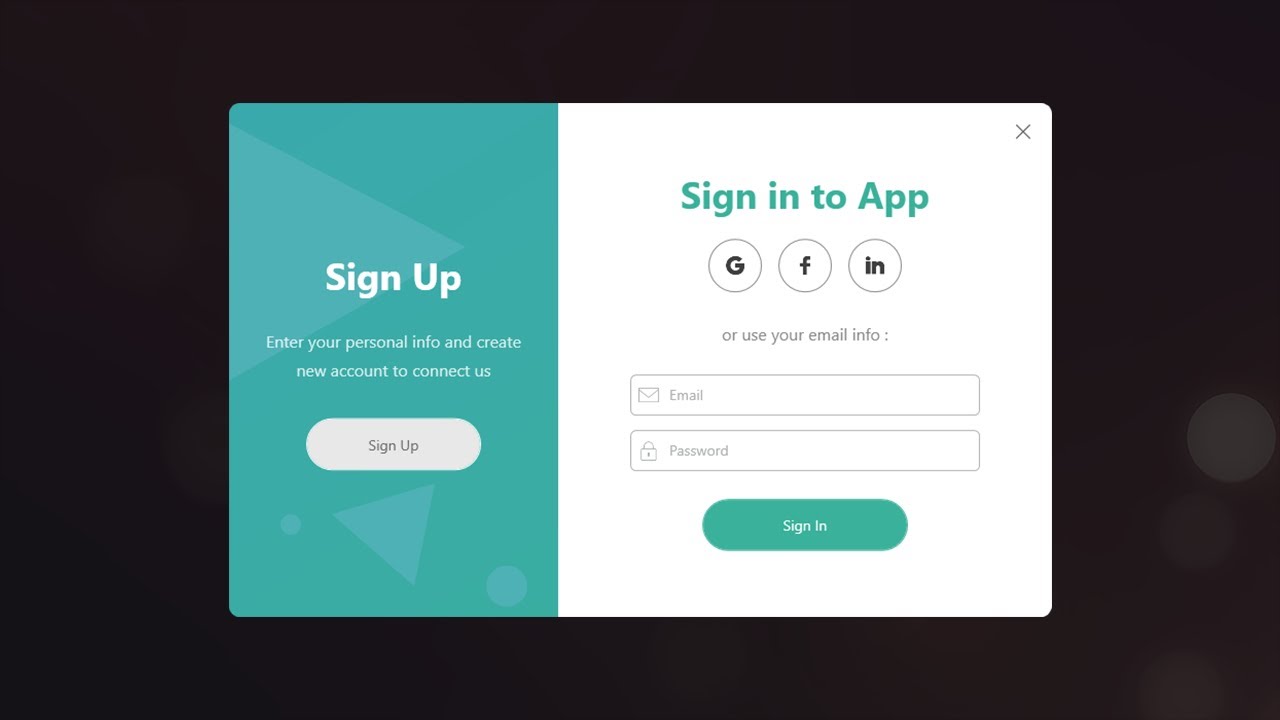 Sign Up
Enter your personal info and create
new account to connect us
Sign Up
Sign in to App
G f in
or use your email info :
Email
Password
Sign In